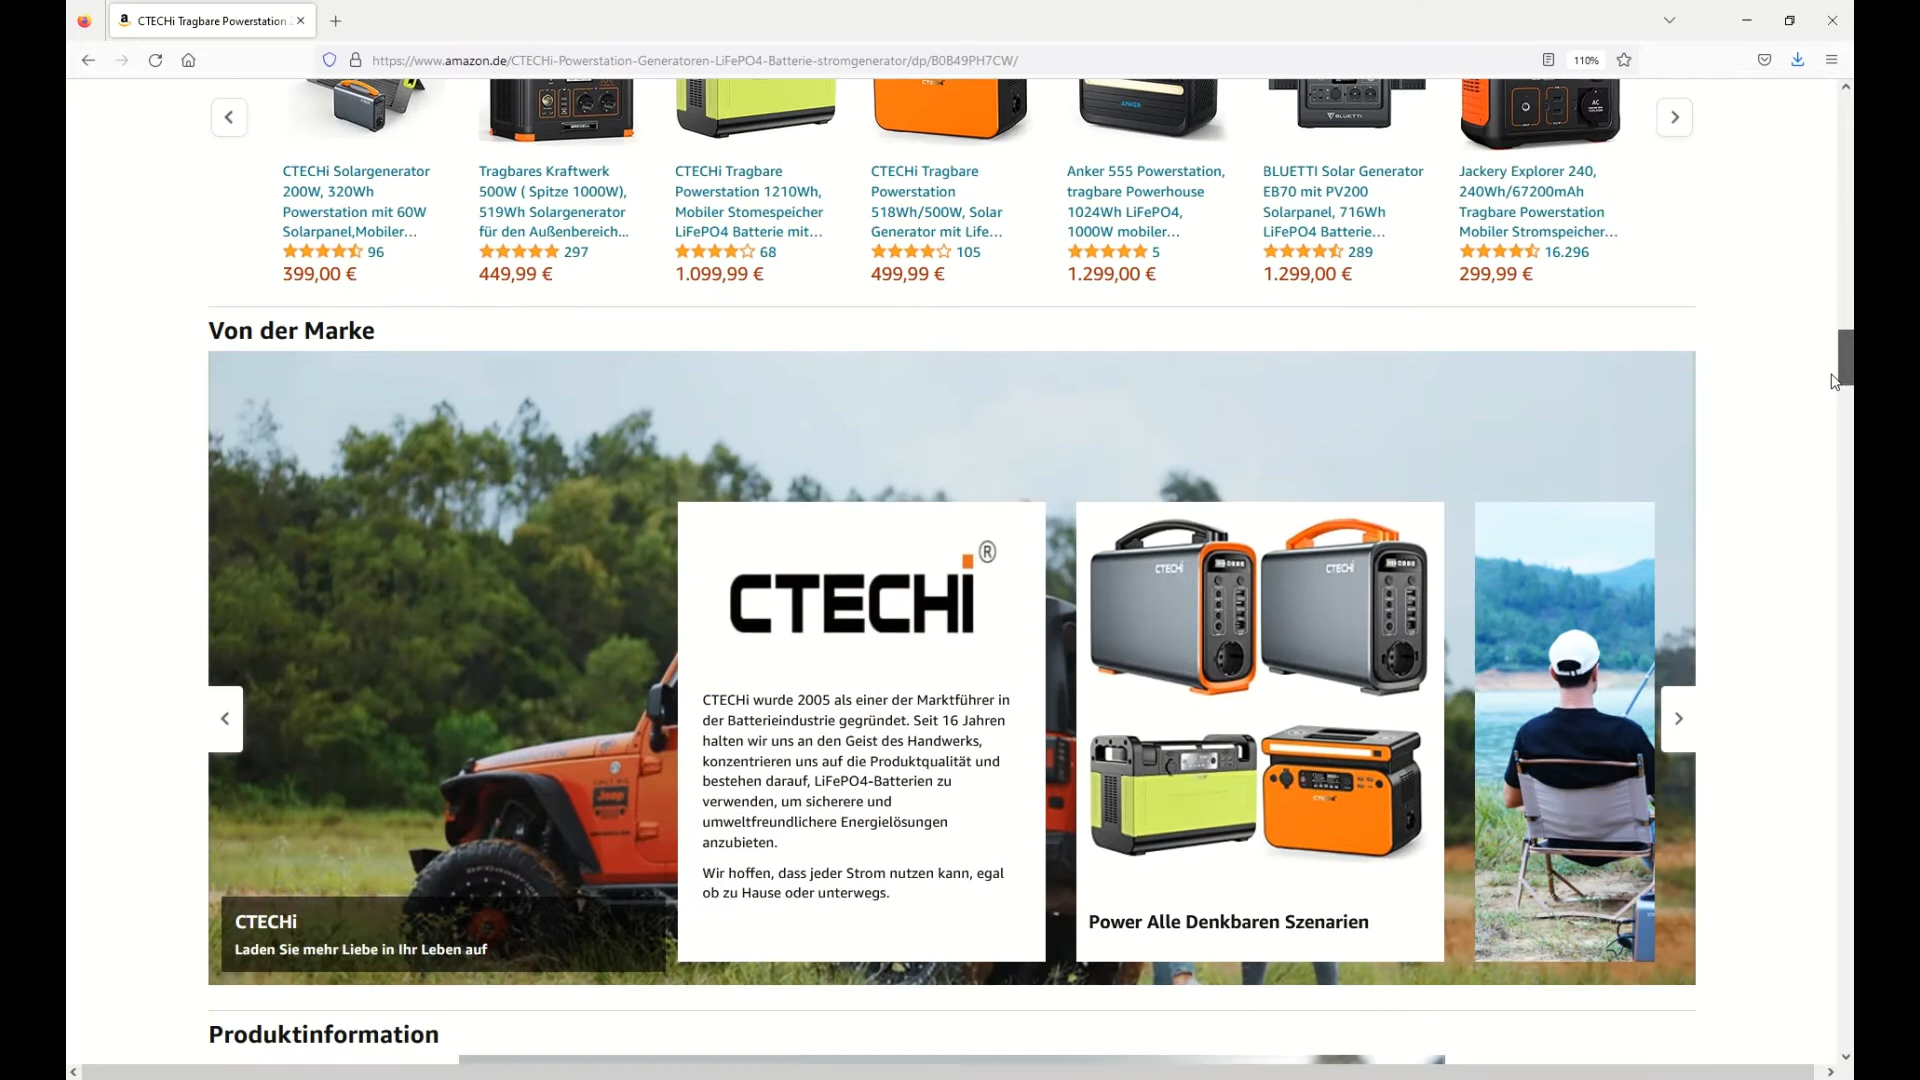 CTECHi Tragbare Powerstation
https://www.amazon.de/CTECHi-Powerstation-Generatoren-LiFePO4-Batterie-stromgenerator/dp/B0B49PH7CW/
110%
CTECHi Solargenerator
200W, 320Wh
Powerstation mit 60W
Solarpanel,Mobiler...
96
399,00 €
Tragbares Kraftwerk
500W ( Spitze 1000W),
519Wh Solargenerator
für den Außenbereich...
297
449,99 €
CTECHi Tragbare
Powerstation 1210Wh,
Mobiler Stomespeicher
LiFePO4 Batterie mit...
68
1.099,99 €
CTECHi Tragbare
Powerstation
518Wh/500W, Solar
Generator mit Life...
105
499,99 €
ANKER
Anker 555 Powerstation,
tragbare Powerhouse
1024Wh LiFePO4,
1000W mobiler...
5
1.299,00 €
BLUETTI
BLUETTI Solar Generator
EB70 mit PV200
Solarpanel, 716Wh
LiFePO4 Batterie...
289
1.299,00 €
AC
Jackery Explorer 240,
240Wh/67200mAh
Tragbare Powerstation
Mobiler Stromspeicher...
16.296
299,99 €
Von der Marke
CTECHi®
CTECHi wurde 2005 als einer der Marktführer in
der Batterieindustrie gegründet. Seit 16 Jahren
halten wir uns an den Geist des Handwerks,
konzentrieren uns auf die Produktqualität und
bestehen darauf, LiFePO4-Batterien zu
verwenden, um sicherere und
umweltfreundlichere Energielösungen
anzubieten.
Wir hoffen, dass jeder Strom nutzen kann, egal
ob zu Hause oder unterwegs.
CTECHi
CTECHi
CTECHi
Power Alle Denkbaren Szenarien
Jeep
CTECHi
Laden Sie mehr Liebe in Ihr Leben auf
Produktinformation